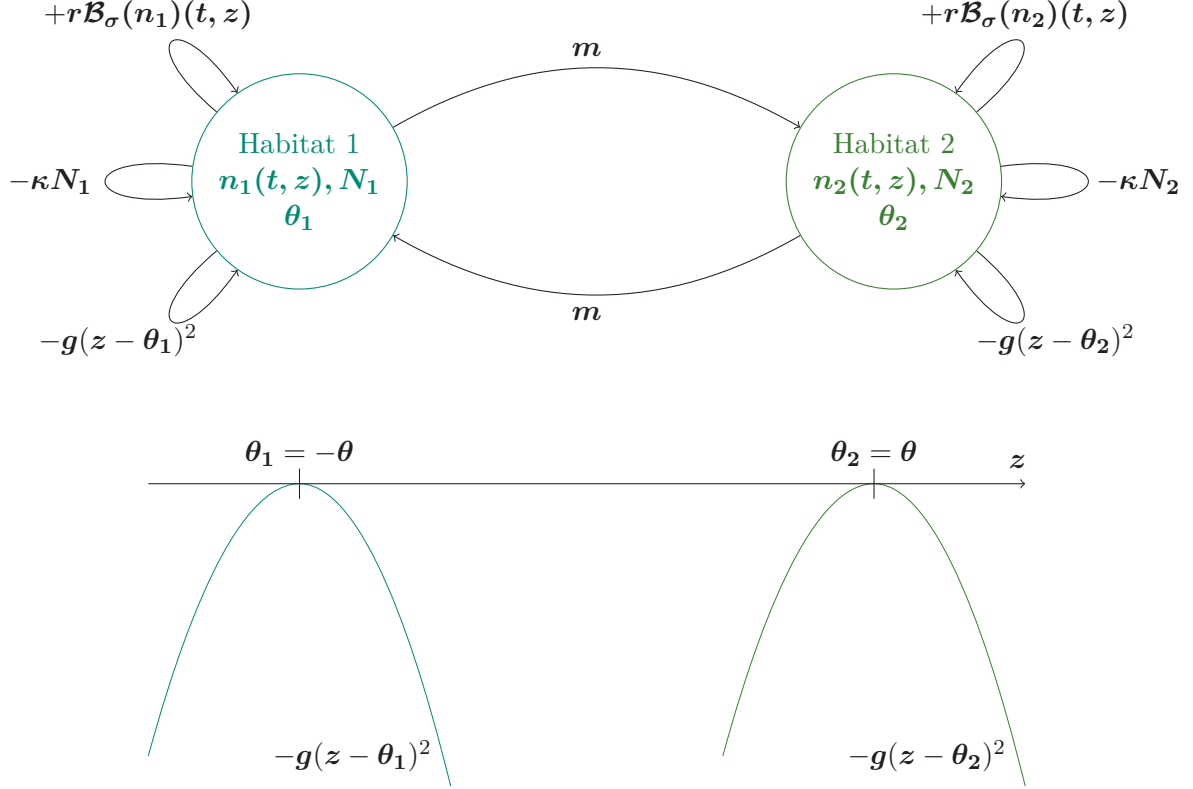 +r𝓑_σ(n_1)(t, z)
m
+r𝓑_σ(n_2)(t, z)
Habitat 1
n_1(t, z), N_1
θ_1
Habitat 2
n_2(t, z), N_2
θ_2
−κN_1
−κN_2
m
−g(z − θ_1)^2
−g(z − θ_2)^2
θ_1 = −θ
θ_2 = θ
z
−g(z − θ_1)^2
−g(z − θ_2)^2